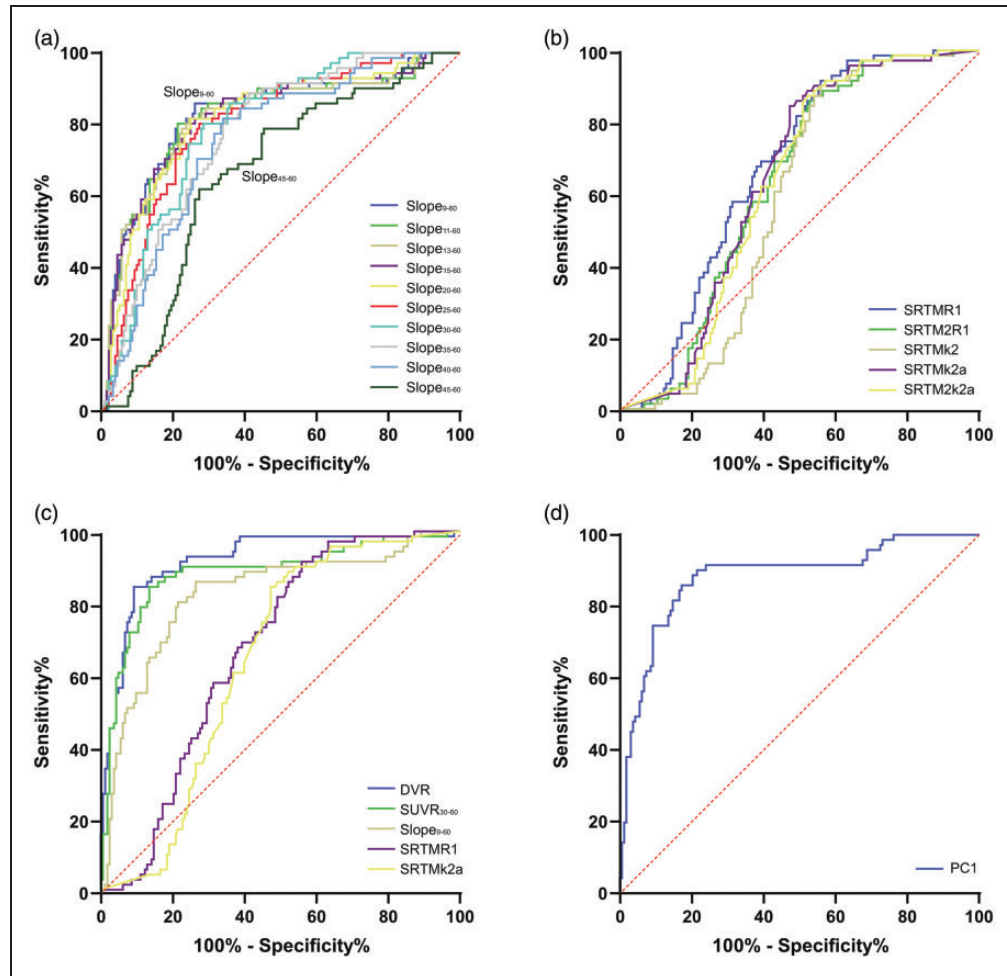 (a)
100
80
60
40
20
0
Sensitivity%
Slope9-60
Slope45-60
Slope9-60
Slope11-60
Slope13-60
Slope15-60
Slope20-60
Slope25-60
Slope30-60
Slope35-60
Slope40-60
Slope45-60
0 20 40 60 80 100
100% - Specificity%
(b)
100
80
60
40
20
0
Sensitivity%
SRTMR1
SRTM2R1
SRTMk2
SRTMk2a
SRTM2k2a
0 20 40 60 80 100
100% - Specificity%
(c)
100
80
60
40
20
0
Sensitivity%
DVR
SUVR30-60
Slope9-60
SRTMR1
SRTMk2a
0 20 40 60 80 100
100% - Specificity%
(d)
100
80
60
40
20
0
Sensitivity%
PC1
0 20 40 60 80 100
100% - Specificity%